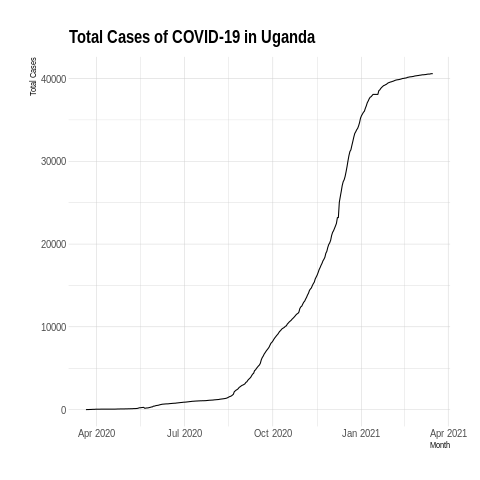 Total Cases of COVID-19 in Uganda
Total Cases
40000
30000
20000
10000
0
Apr 2020 Jul 2020 Oct 2020 Jan 2021 Apr 2021
Month